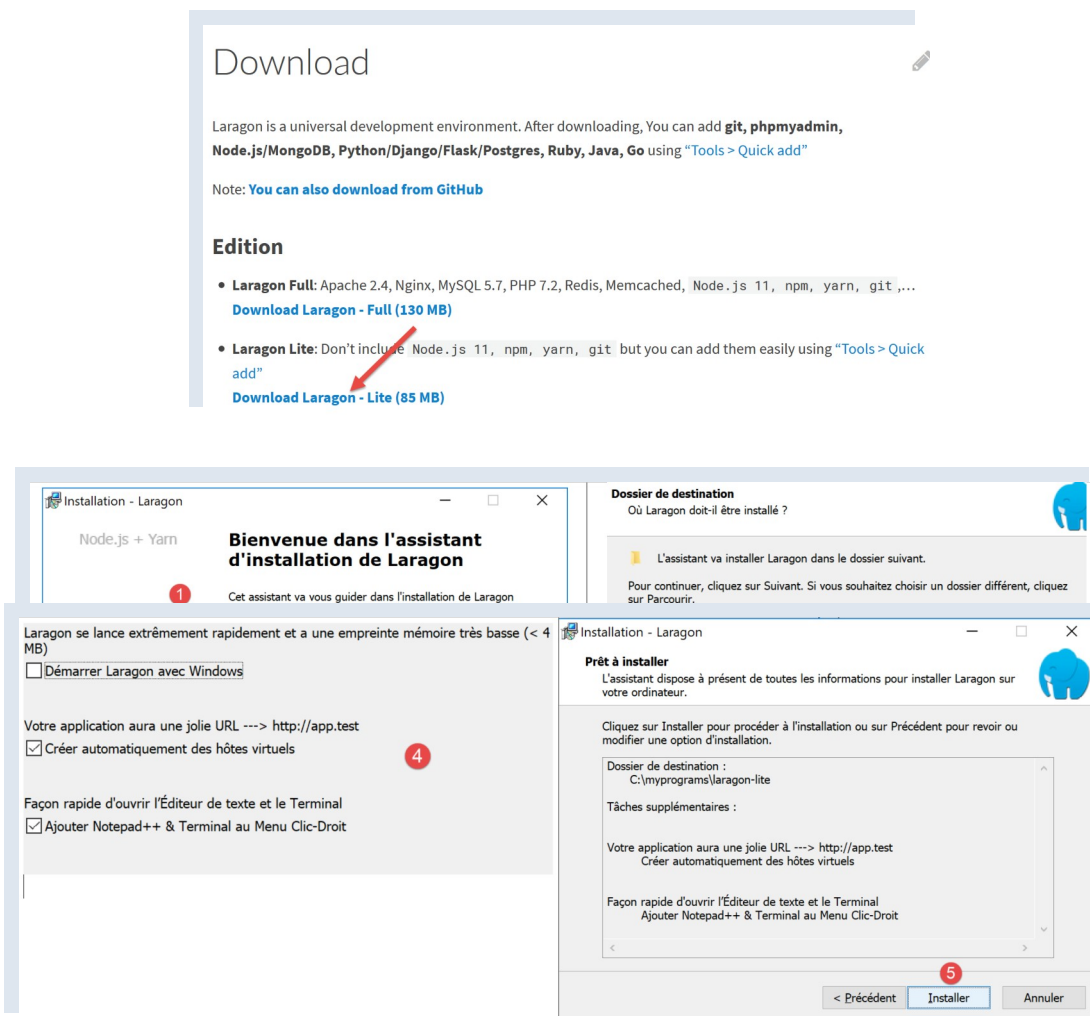 Download
Laragon is a universal development environment. After downloading, You can add git, phpmyadmin,
Node.js/MongoDB, Python/Django/Flask/Postgres, Ruby, Java, Go using “Tools > Quick add”
Note: You can also download from GitHub
Edition
• Laragon Full: Apache 2.4, Nginx, MySQL 5.7, PHP 7.2, Redis, Memcached, Node.js 11, npm, yarn, git ,…
Download Laragon - Full (130 MB)
• Laragon Lite: Don’t include Node.js 11, npm, yarn, git but you can add them easily using “Tools > Quick
add”
Download Laragon - Lite (85 MB)
Installation - Laragon
Node.js + Yarn
Bienvenue dans l'assistant
d'installation de Laragon
1
Cet assistant va vous guider dans l'installation de Laragon
Dossier de destination
Où Laragon doit-il être installé ?
L'assistant va installer Laragon dans le dossier suivant.
Pour continuer, cliquez sur Suivant. Si vous souhaitez choisir un dossier différent, cliquez
sur Parcourir.
Laragon se lance extrêmement rapidement et a une empreinte mémoire très basse (< 4
MB)
Démarrer Laragon avec Windows
Votre application aura une jolie URL ---> http://app.test
Créer automatiquement des hôtes virtuels
4
Façon rapide d'ouvrir l'Éditeur de texte et le Terminal
Ajouter Notepad++ & Terminal au Menu Clic-Droit
Installation - Laragon
Prêt à installer
L'assistant dispose à présent de toutes les informations pour installer Laragon sur
votre ordinateur.
Cliquez sur Installer pour procéder à l'installation ou sur Précédent pour revoir ou
modifier une option d'installation.
Dossier de destination :
C:\myprograms\laragon-lite
Tâches supplémentaires :
Votre application aura une jolie URL ---> http://app.test
Créer automatiquement des hôtes virtuels
Façon rapide d'ouvrir l'Éditeur de texte et le Terminal
Ajouter Notepad++ & Terminal au Menu Clic-Droit
5
< Précédent
Installer
Annuler